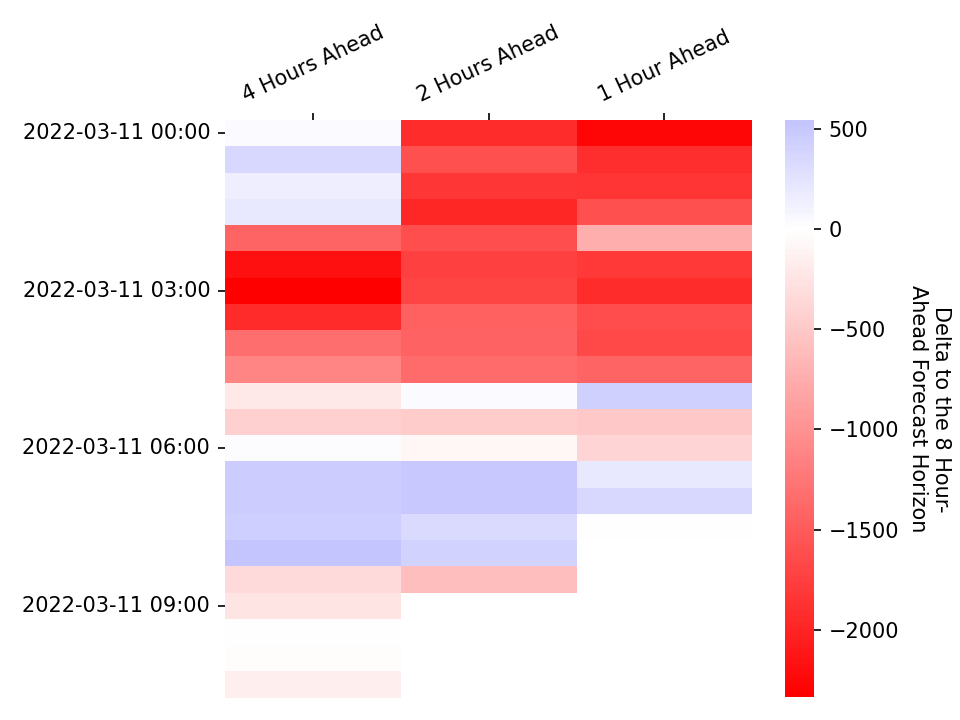 4 Hours Ahead
2 Hours Ahead
1 Hour Ahead
2022-03-11 00:00
2022-03-11 03:00
2022-03-11 06:00
2022-03-11 09:00
500
0
−500
−1000
−1500
−2000
Delta to the 8 Hour-
Ahead Forecast Horizon